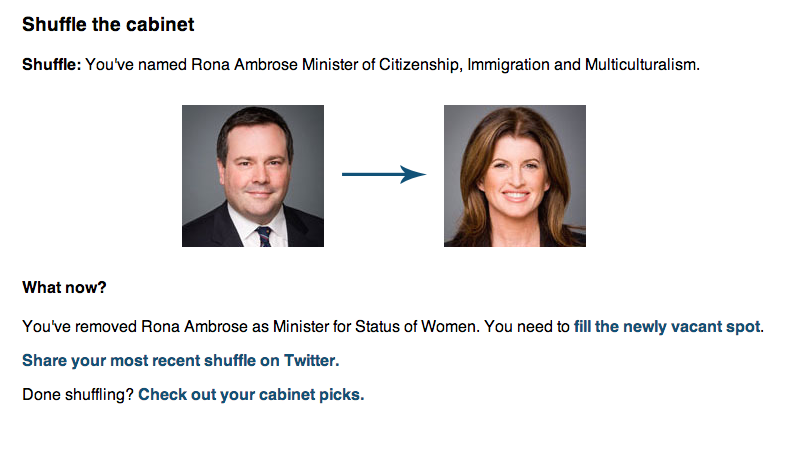 Shuffle the cabinet
Shuffle: You've named Rona Ambrose Minister of Citizenship, Immigration and Multiculturalism.
What now?
You've removed Rona Ambrose as Minister for Status of Women. You need to fill the newly vacant spot.
Share your most recent shuffle on Twitter.
Done shuffling? Check out your cabinet picks.